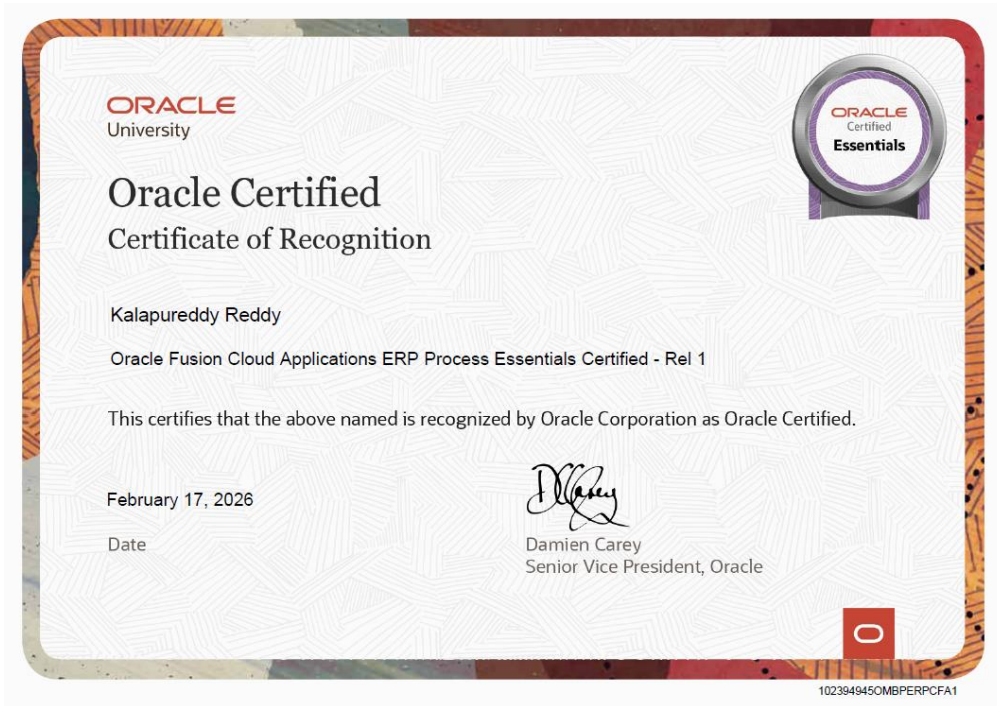 ORACLE
University
ORACLE
Certified
Essentials
Oracle Certified
Certificate of Recognition
Kalapureddy Reddy
Oracle Fusion Cloud Applications ERP Process Essentials Certified - Rel 1
This certifies that the above named is recognized by Oracle Corporation as Oracle Certified.
DCarey
February 17, 2026
Date
Damien Carey
Senior Vice President, Oracle
102394945OMBPERPCFA1